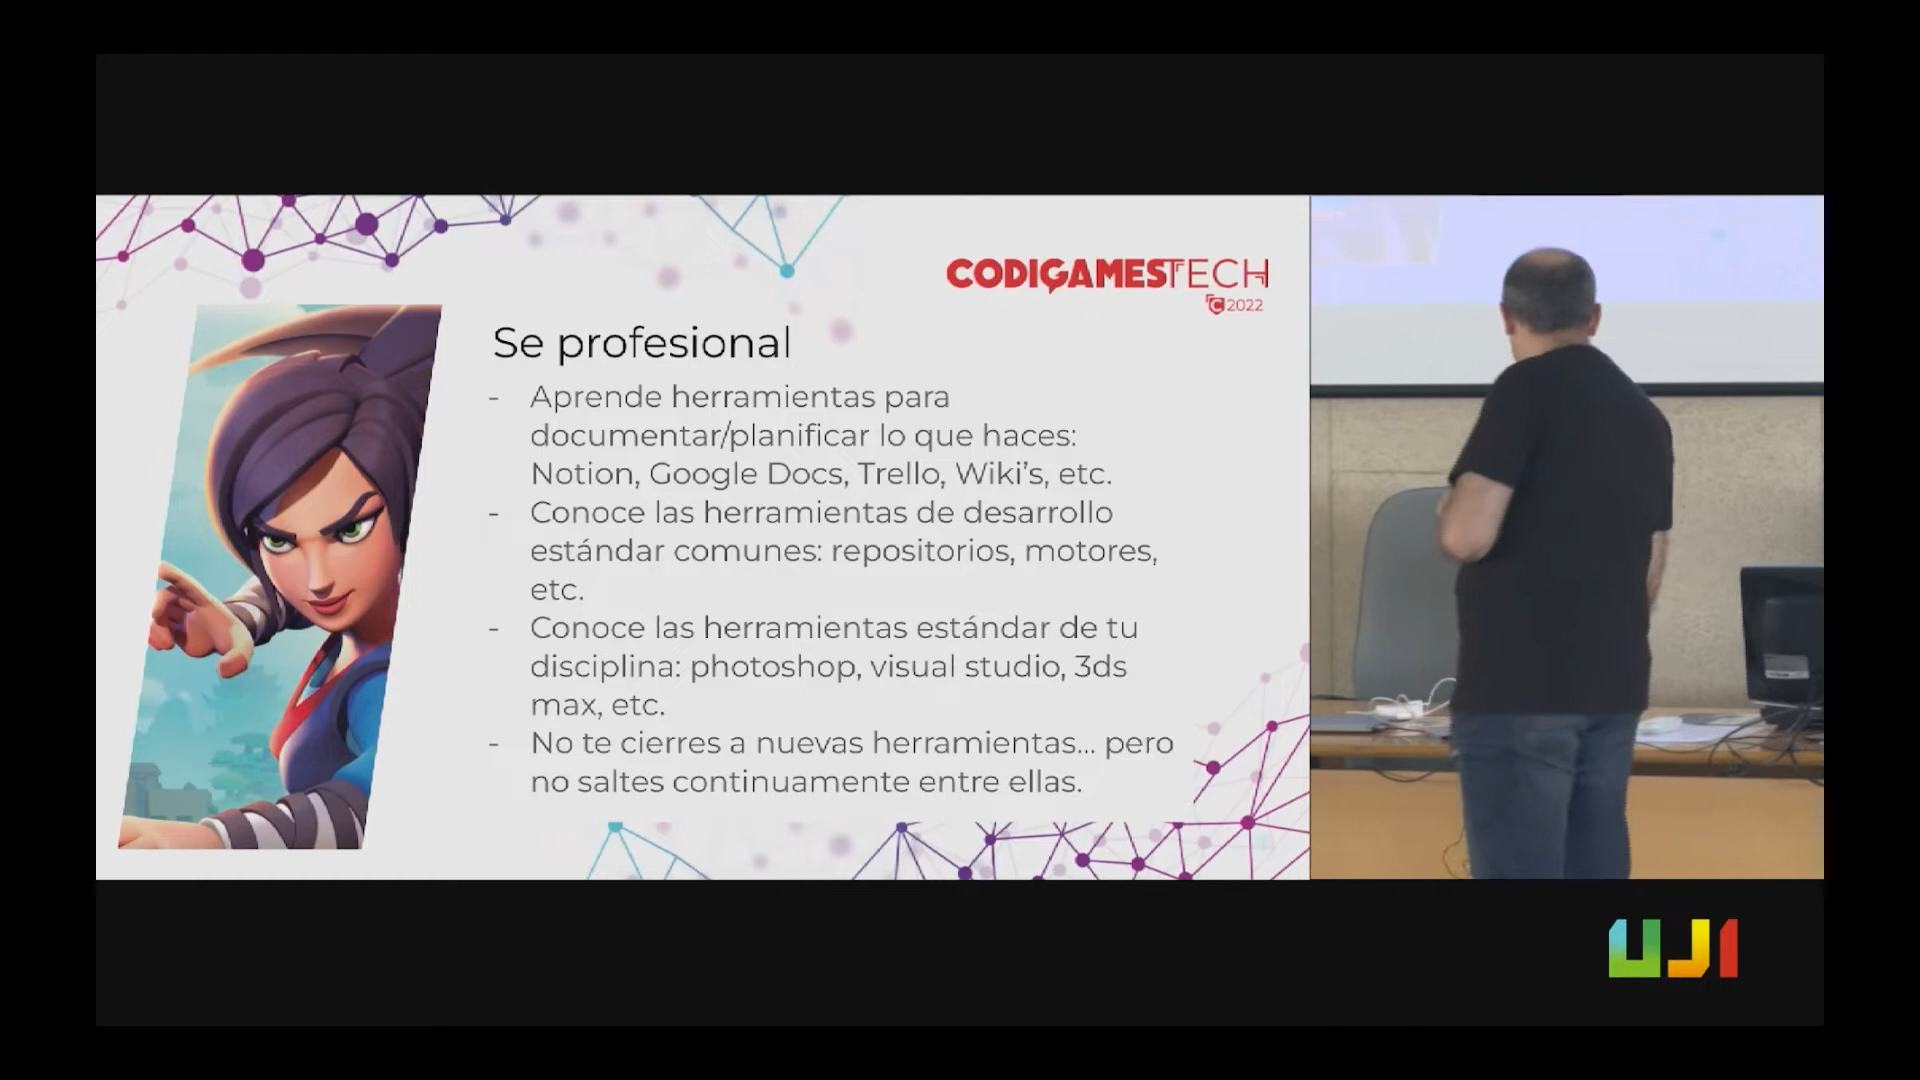 CODIGAMESTECH
C 2022
Se profesional
- Aprende herramientas para
documentar/planificar lo que haces:
Notion, Google Docs, Trello, Wiki's, etc.
- Conoce las herramientas de desarrollo
estándar comunes: repositorios, motores,
etc.
- Conoce las herramientas estándar de tu
disciplina: photoshop, visual studio, 3ds
max, etc.
- No te cierres a nuevas herramientas... pero
no saltes continuamente entre ellas.
UJI